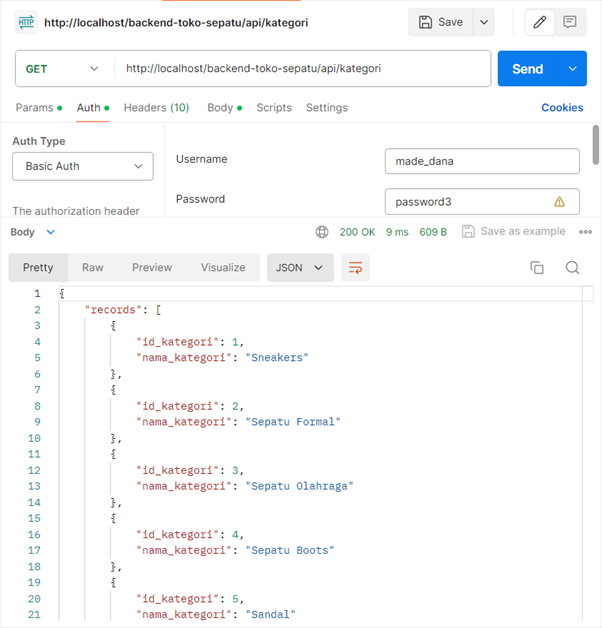 HTTP http://localhost/backend-toko-sepatu/api/kategori Save
GET http://localhost/backend-toko-sepatu/api/kategori Send
Params Auth Headers (10) Body Scripts Settings Cookies
Auth Type
Basic Auth
The authorization header
Username made_dana
Password password3
Body 200 OK 9 ms 609 B Save as example
Pretty Raw Preview Visualize JSON
1 {
2 "records": [
3 {
4 "id_kategori": 1,
5 "nama_kategori": "Sneakers"
6 },
7 {
8 "id_kategori": 2,
9 "nama_kategori": "Sepatu Formal"
10 },
11 {
12 "id_kategori": 3,
13 "nama_kategori": "Sepatu Olahraga"
14 },
15 {
16 "id_kategori": 4,
17 "nama_kategori": "Sepatu Boots"
18 },
19 {
20 "id_kategori": 5,
21 "nama_kategori": "Sandal"